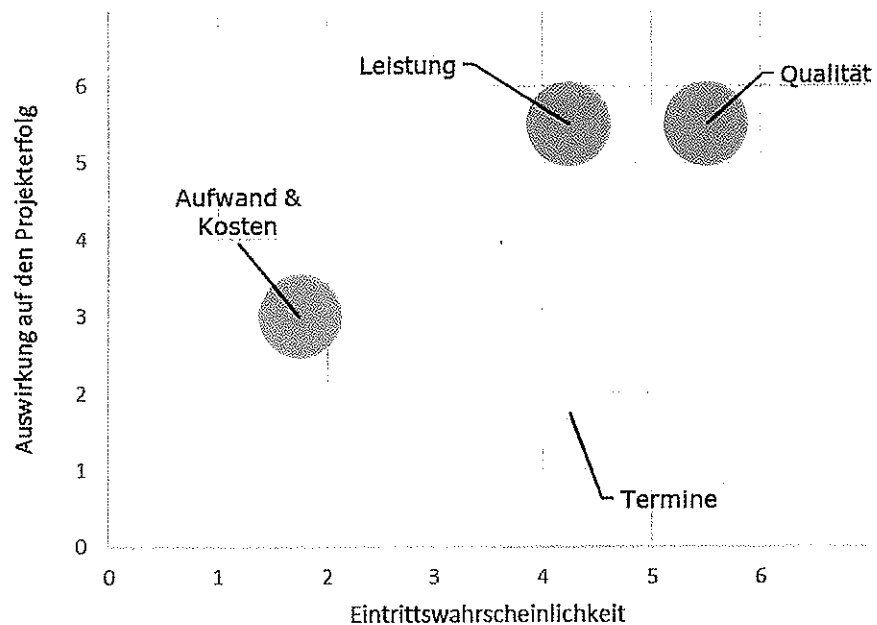 Auswirkung auf den Projekterfolg
6
5
4
3
2
1
0
Leistung
Qualität
Aufwand &
Kosten
Termine
0 1 2 3 4 5 6
Eintrittswahrscheinlichkeit